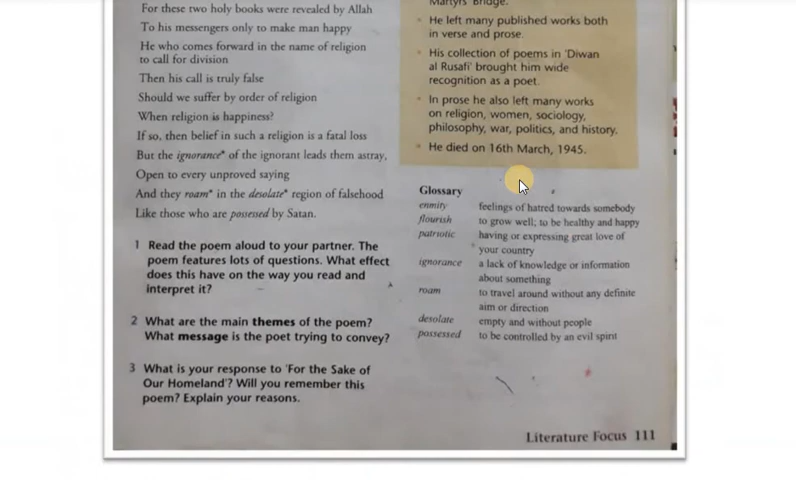 For these two holy books were revealed by Allah
To his messengers only to make man happy
He who comes forward in the name of religion
to call for division
Then his call is truly false
Should we suffer by order of religion
When religion is happiness?
If so, then belief in such a religion is a fatal loss
But the ignorance* of the ignorant leads them astray,
Open to every unproved saying
And they roam* in the desolate* region of falsehood
Like those who are possessed by Satan.
1 Read the poem aloud to your partner. The
poem features lots of questions. What effect
does this have on the way you read and
interpret it?
2 What are the main themes of the poem?
What message is the poet trying to convey?
3 What is your response to 'For the Sake of
Our Homeland'? Will you remember this
poem? Explain your reasons.
Martyrs' Bridge.
• He left many published works both
in verse and prose.
• His collection of poems in 'Diwan
al Rusafi' brought him wide
recognition as a poet.
• In prose he also left many works
on religion, women, sociology,
philosophy, war, politics, and history.
• He died on 16th March, 1945.
Glossary
enmity feelings of hatred towards somebody
flourish to grow well; to be healthy and happy
patriotic having or expressing great love of
your country
ignorance a lack of knowledge or information
about something
roam to travel around without any definite
aim or direction
desolate empty and without people
possessed to be controlled by an evil spirit
Literature Focus 111